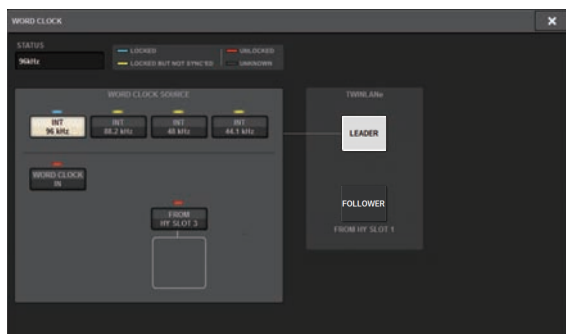 WORD CLOCK
STATUS
96kHz
LOCKED
UNLOCKED
LOCKED BUT NOT SYNC'ED
UNKNOWN
WORD CLOCK SOURCE
TWINLANe
INT
96 kHz
INT
88.2 kHz
INT
48 kHz
INT
44.1 kHz
LEADER
WORD CLOCK
IN
FROM
HY SLOT 3
FOLLOWER
FROM HY SLOT 1